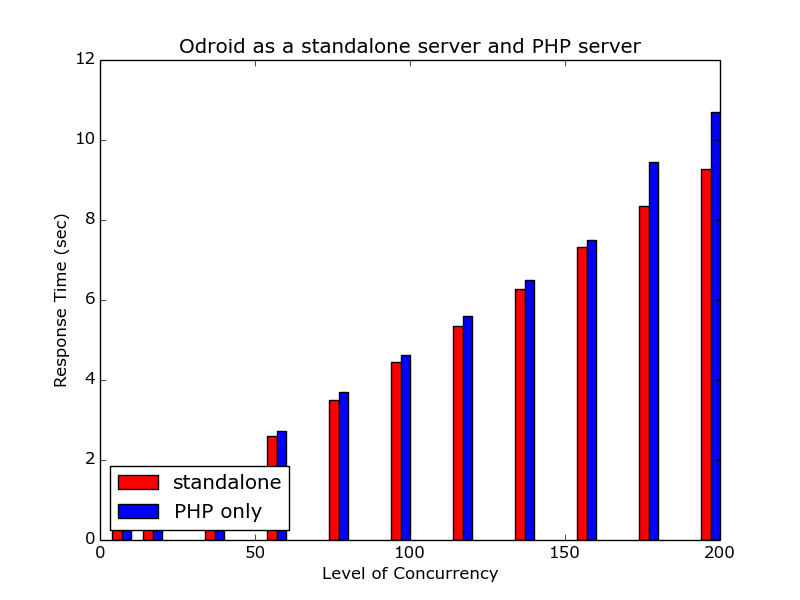 Odroid as a standalone server and PHP server
12
10
8
6
4
2
0
Response Time (sec)
standalone
PHP only
0 50 100 150 200
Level of Concurrency